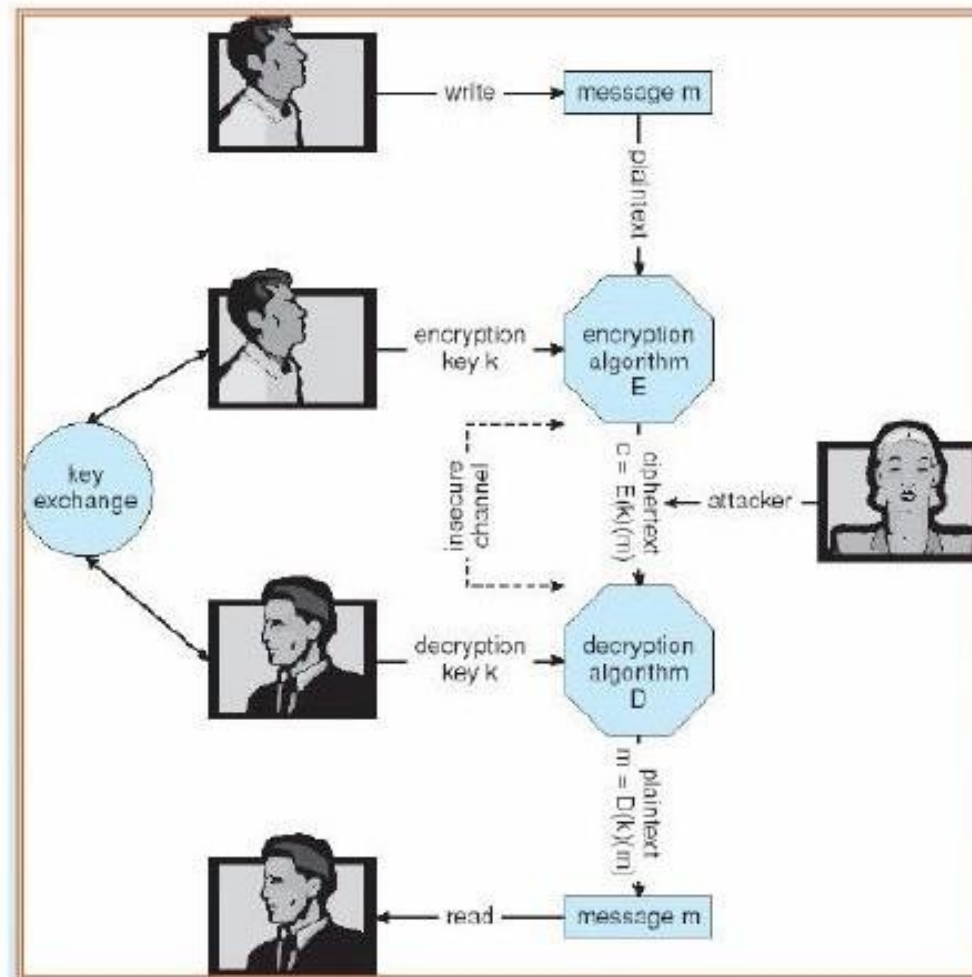 write
message m
plaintext
encryption
key k
encryption
algorithm
E
key
exchange
insecure
channel
ciphertext
c = E(k)(m)
attacker
decryption
key k
decryption
algorithm
D
plaintext
m = D(k)(m)
read
message m